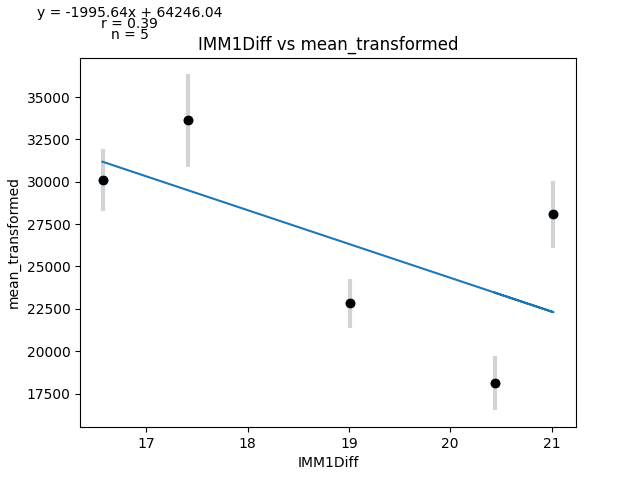 y = -1995.64x + 64246.04
r = 0.39
n = 5
IMM1Diff vs mean_transformed
35000
32500
30000
27500
25000
22500
20000
17500
mean_transformed
17
18
19
20
21
IMM1Diff